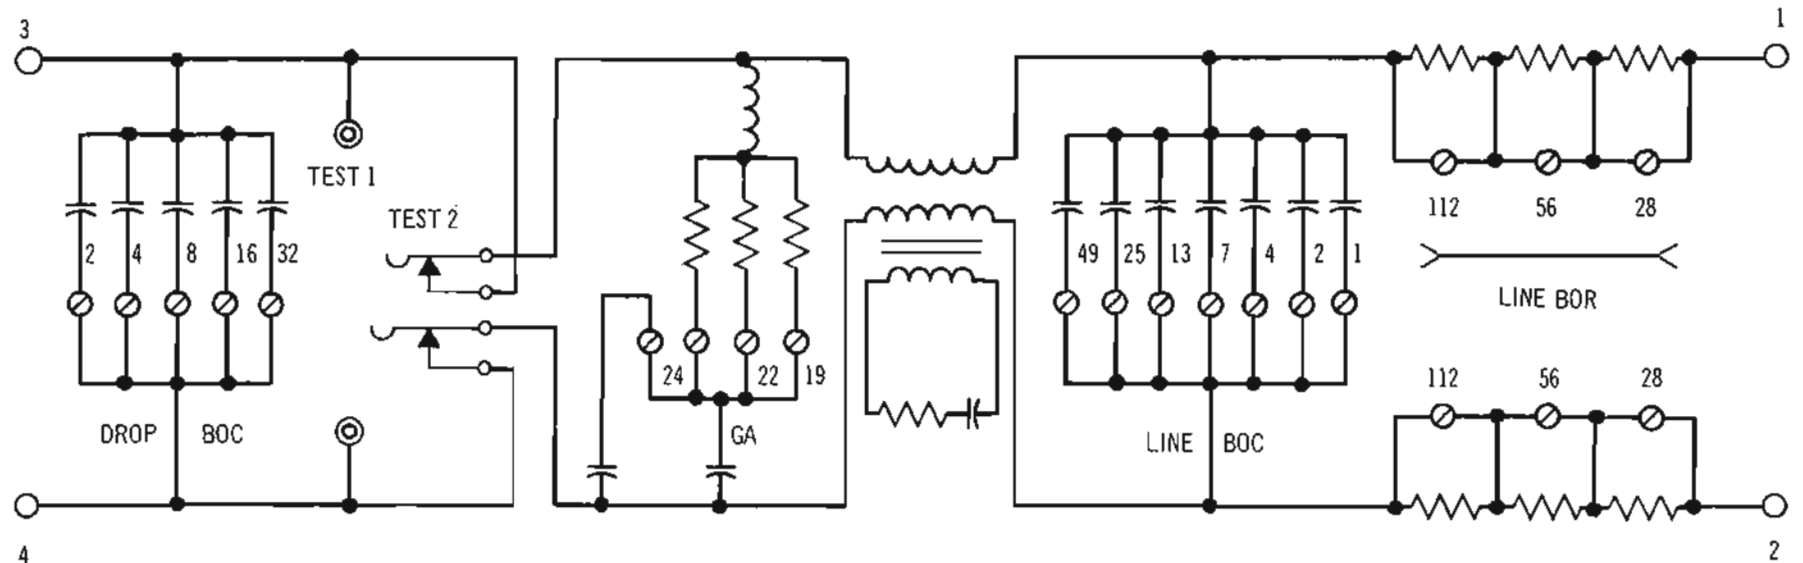 3
1
TEST 1
TEST 2
112 56 28
2 4 8 16 32
49 25 13 7 4 2 1
LINE BOR
24 22 19
112 56 28
DROP BOC
GA
LINE BOC
4
2